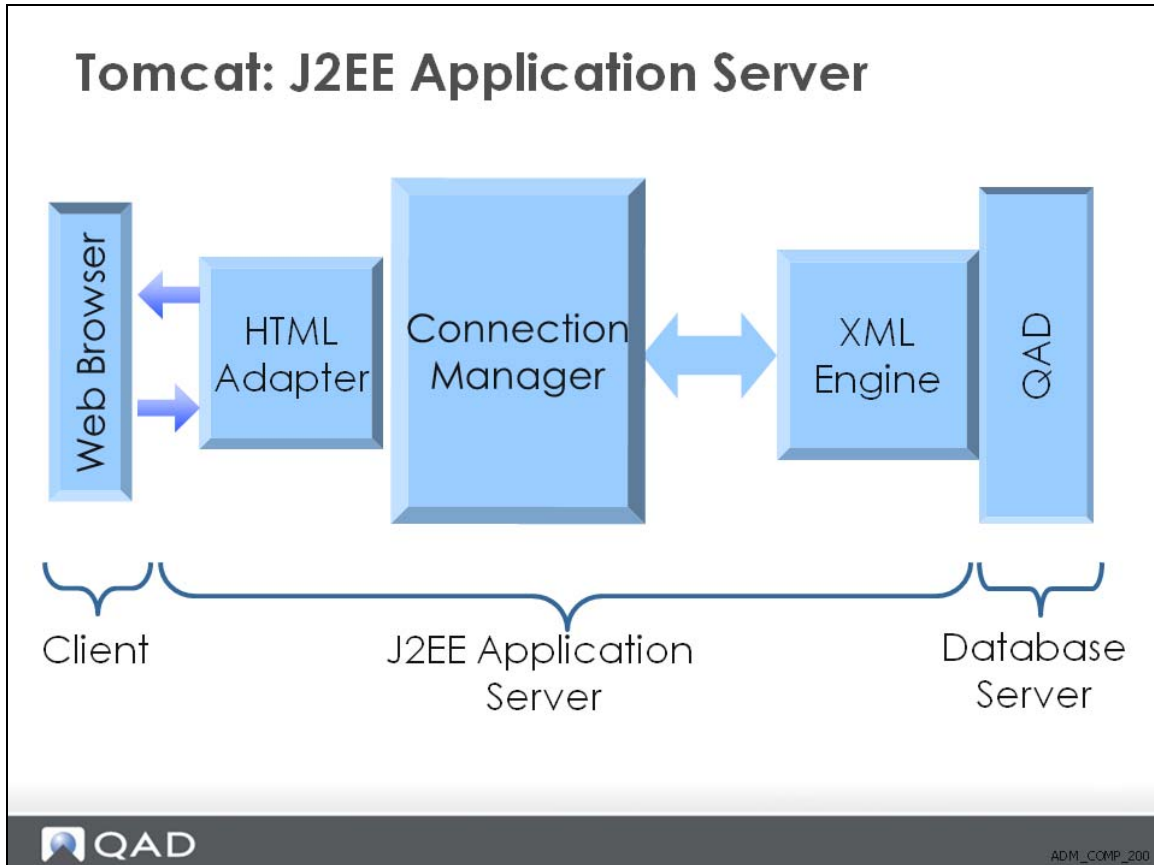 Tomcat: J2EE Application Server
Web Browser
HTML
Adapter
Connection
Manager
XML
Engine
QAD
Client
J2EE Application
Server
Database
Server
QAD
ADM_COMP_200